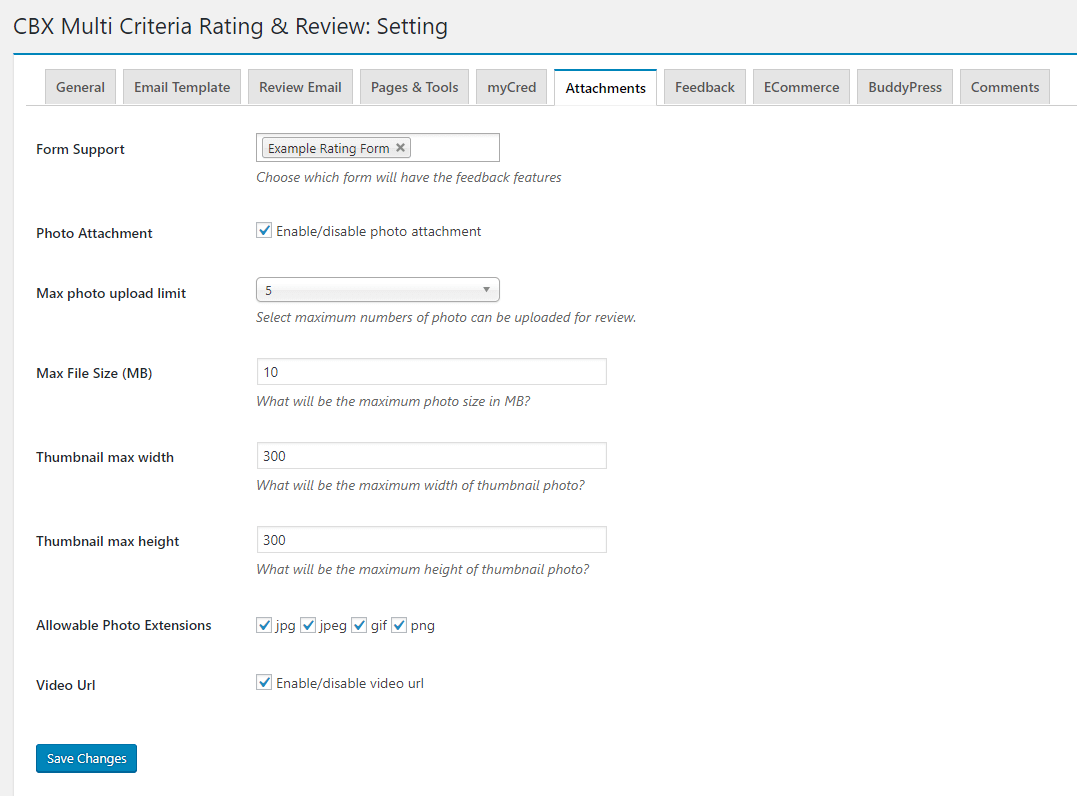 CBX Multi Criteria Rating & Review: Setting
General Email Template Review Email Pages & Tools myCred Attachments Feedback ECommerce BuddyPress Comments
Form Support Example Rating Form
Choose which form will have the feedback features
Photo Attachment Enable/disable photo attachment
Max photo upload limit 5
Select maximum numbers of photo can be uploaded for review.
Max File Size (MB) 10
What will be the maximum photo size in MB?
Thumbnail max width 300
What will be the maximum width of thumbnail photo?
Thumbnail max height 300
What will be the maximum height of thumbnail photo?
Allowable Photo Extensions jpg jpeg gif png
Video Url Enable/disable video url
Save Changes